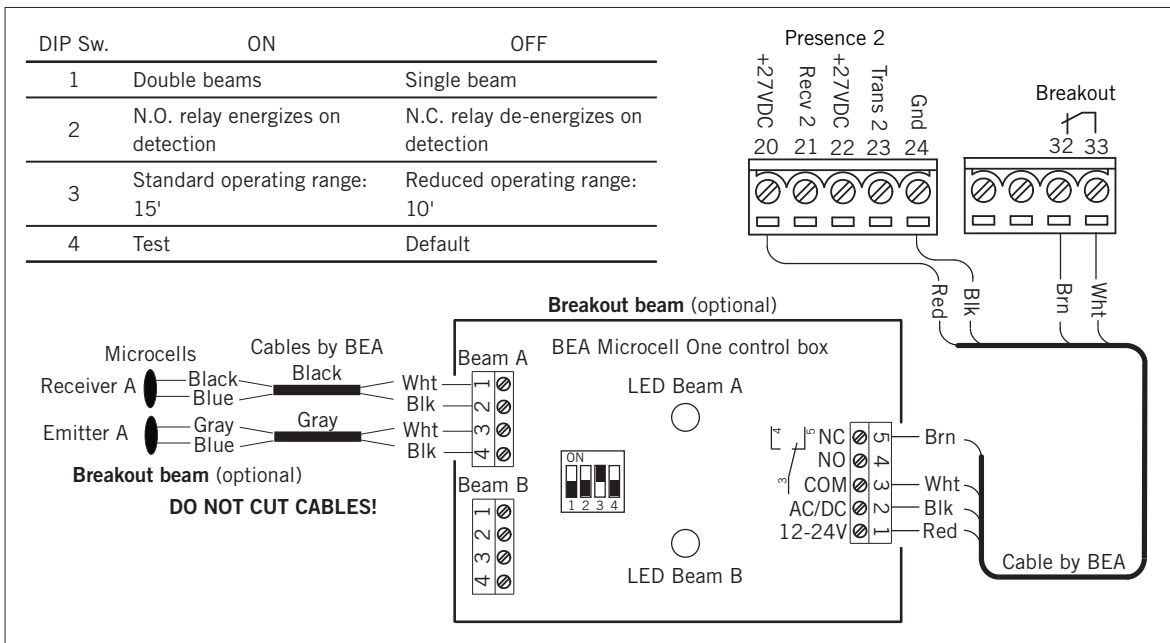 DIP Sw. ON OFF
1 Double beams Single beam
2 N.O. relay energizes on detection N.C. relay de-energizes on detection
3 Standard operating range: 15' Reduced operating range: 10'
4 Test Default
Presence 2
+27VDC Recv 2 +27VDC Trans 2 Gnd
20 21 22 23 24
Breakout
32 33
Red Blk Brn Wht
Breakout beam (optional)
BEA Microcell One control box
Microcells
Cables by BEA
Receiver A
Black
Blue
Black
Wht
Blk
Emitter A
Gray
Blue
Gray
Wht
Blk
Breakout beam (optional)
DO NOT CUT CABLES!
Beam A
1
2
3
4
Beam B
1
2
3
4
ON
1 2 3 4
LED Beam A
LED Beam B
4 5
3
NC 5 Brn
NO 4
COM 3 Wht
AC/DC 2 Blk
12-24V 1 Red
Cable by BEA